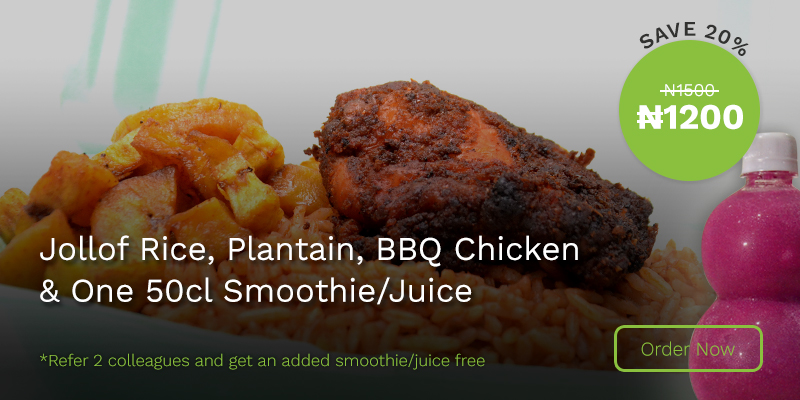 SAVE 20%
N1500
₦1200
Jollof Rice, Plantain, BBQ Chicken
& One 50cl Smoothie/Juice
*Refer 2 colleagues and get an added smoothie/juice free
Order Now.